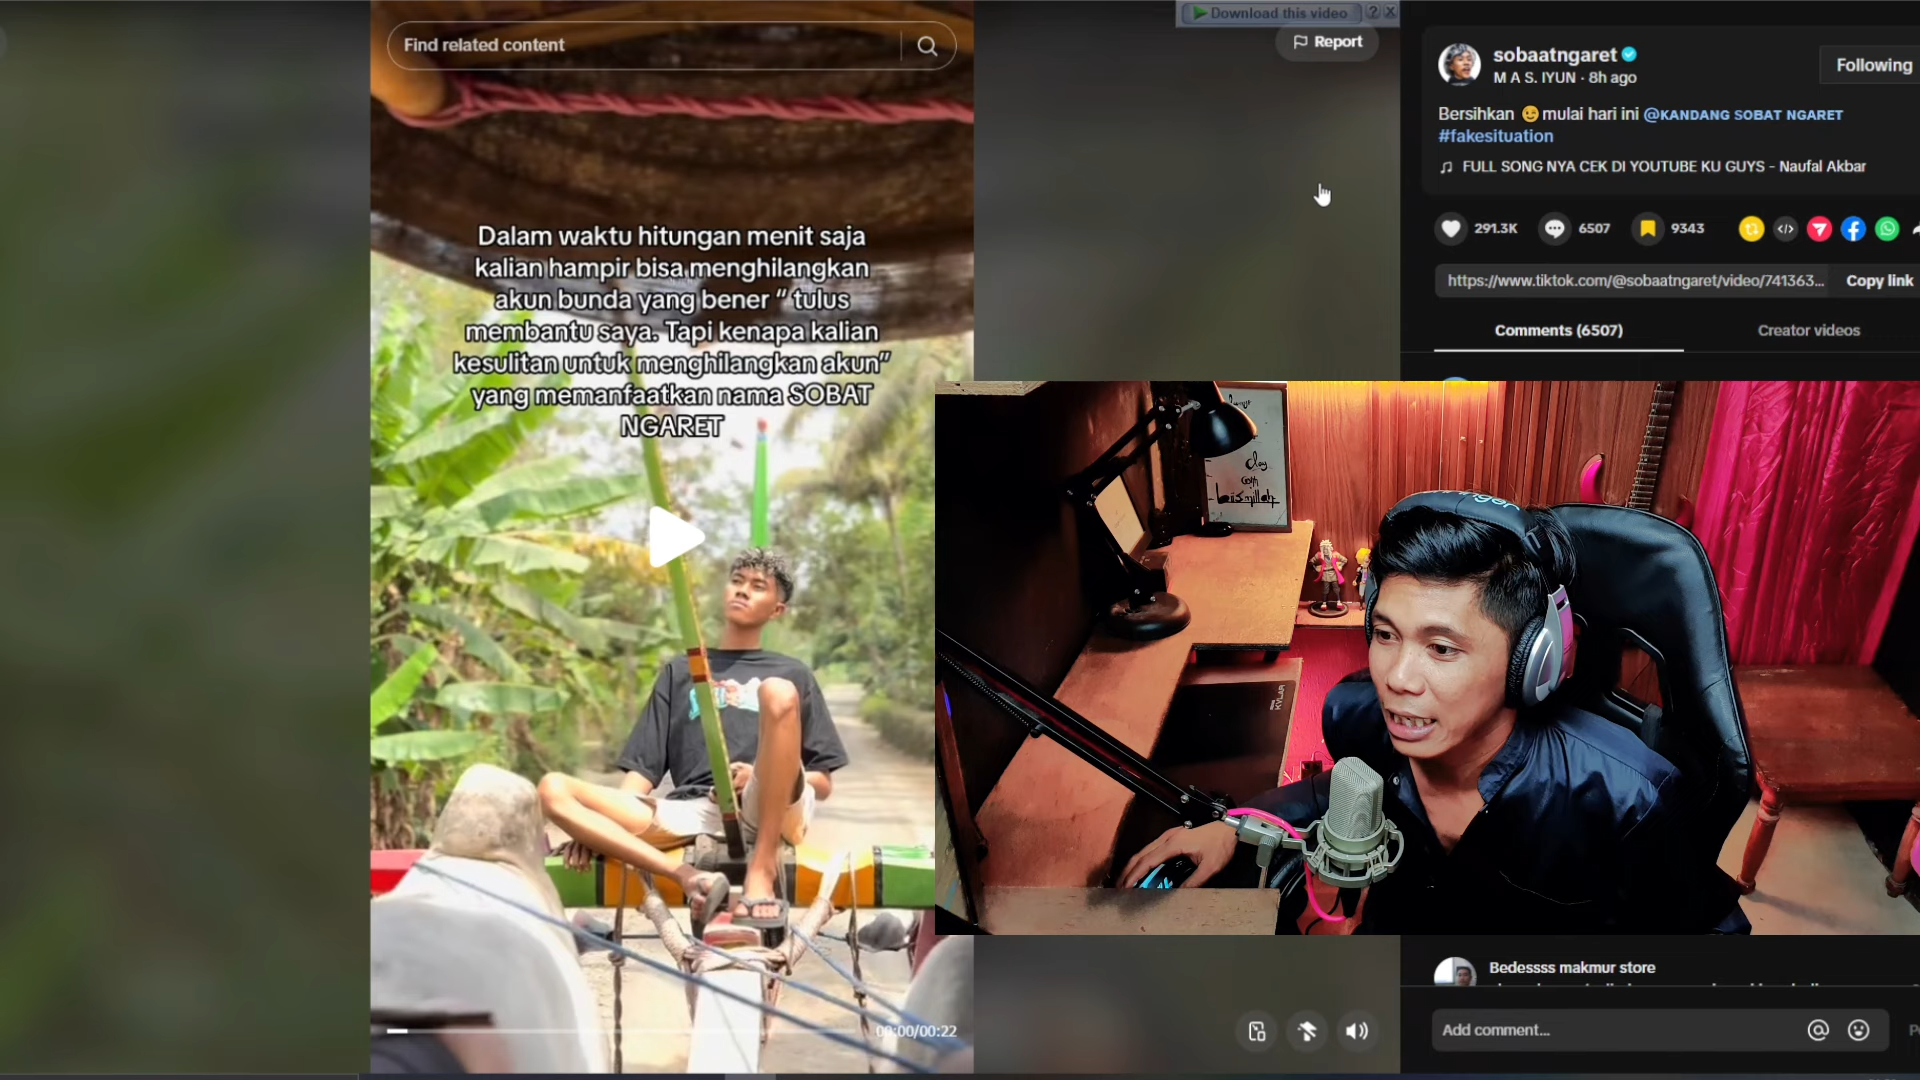 Find related content
Download this video
?
X
Report
Dalam waktu hitungan menit saja
kalian hampir bisa menghilangkan
akun bunda yang bener “ tulus
membantu saya. Tapi kenapa kalian
kesulitan untuk menghilangkan akun”
yang memanfaatkan nama SOBAT
NGARET
00:00/00:22
sobaatngaret
M A S. IYUN · 8h ago
Following
Bersihkan 😉 mulai hari ini @KANDANG SOBAT NGARET
#fakesituation
FULL SONG NYA CEK DI YOUTUBE KU GUYS - Naufal Akbar
291.3K 6507 9343
https://www.tiktok.com/@sobaatngaret/video/741363... Copy link
Comments (6507) Creator videos
bismillah
Bedessss makmur store
Add comment...